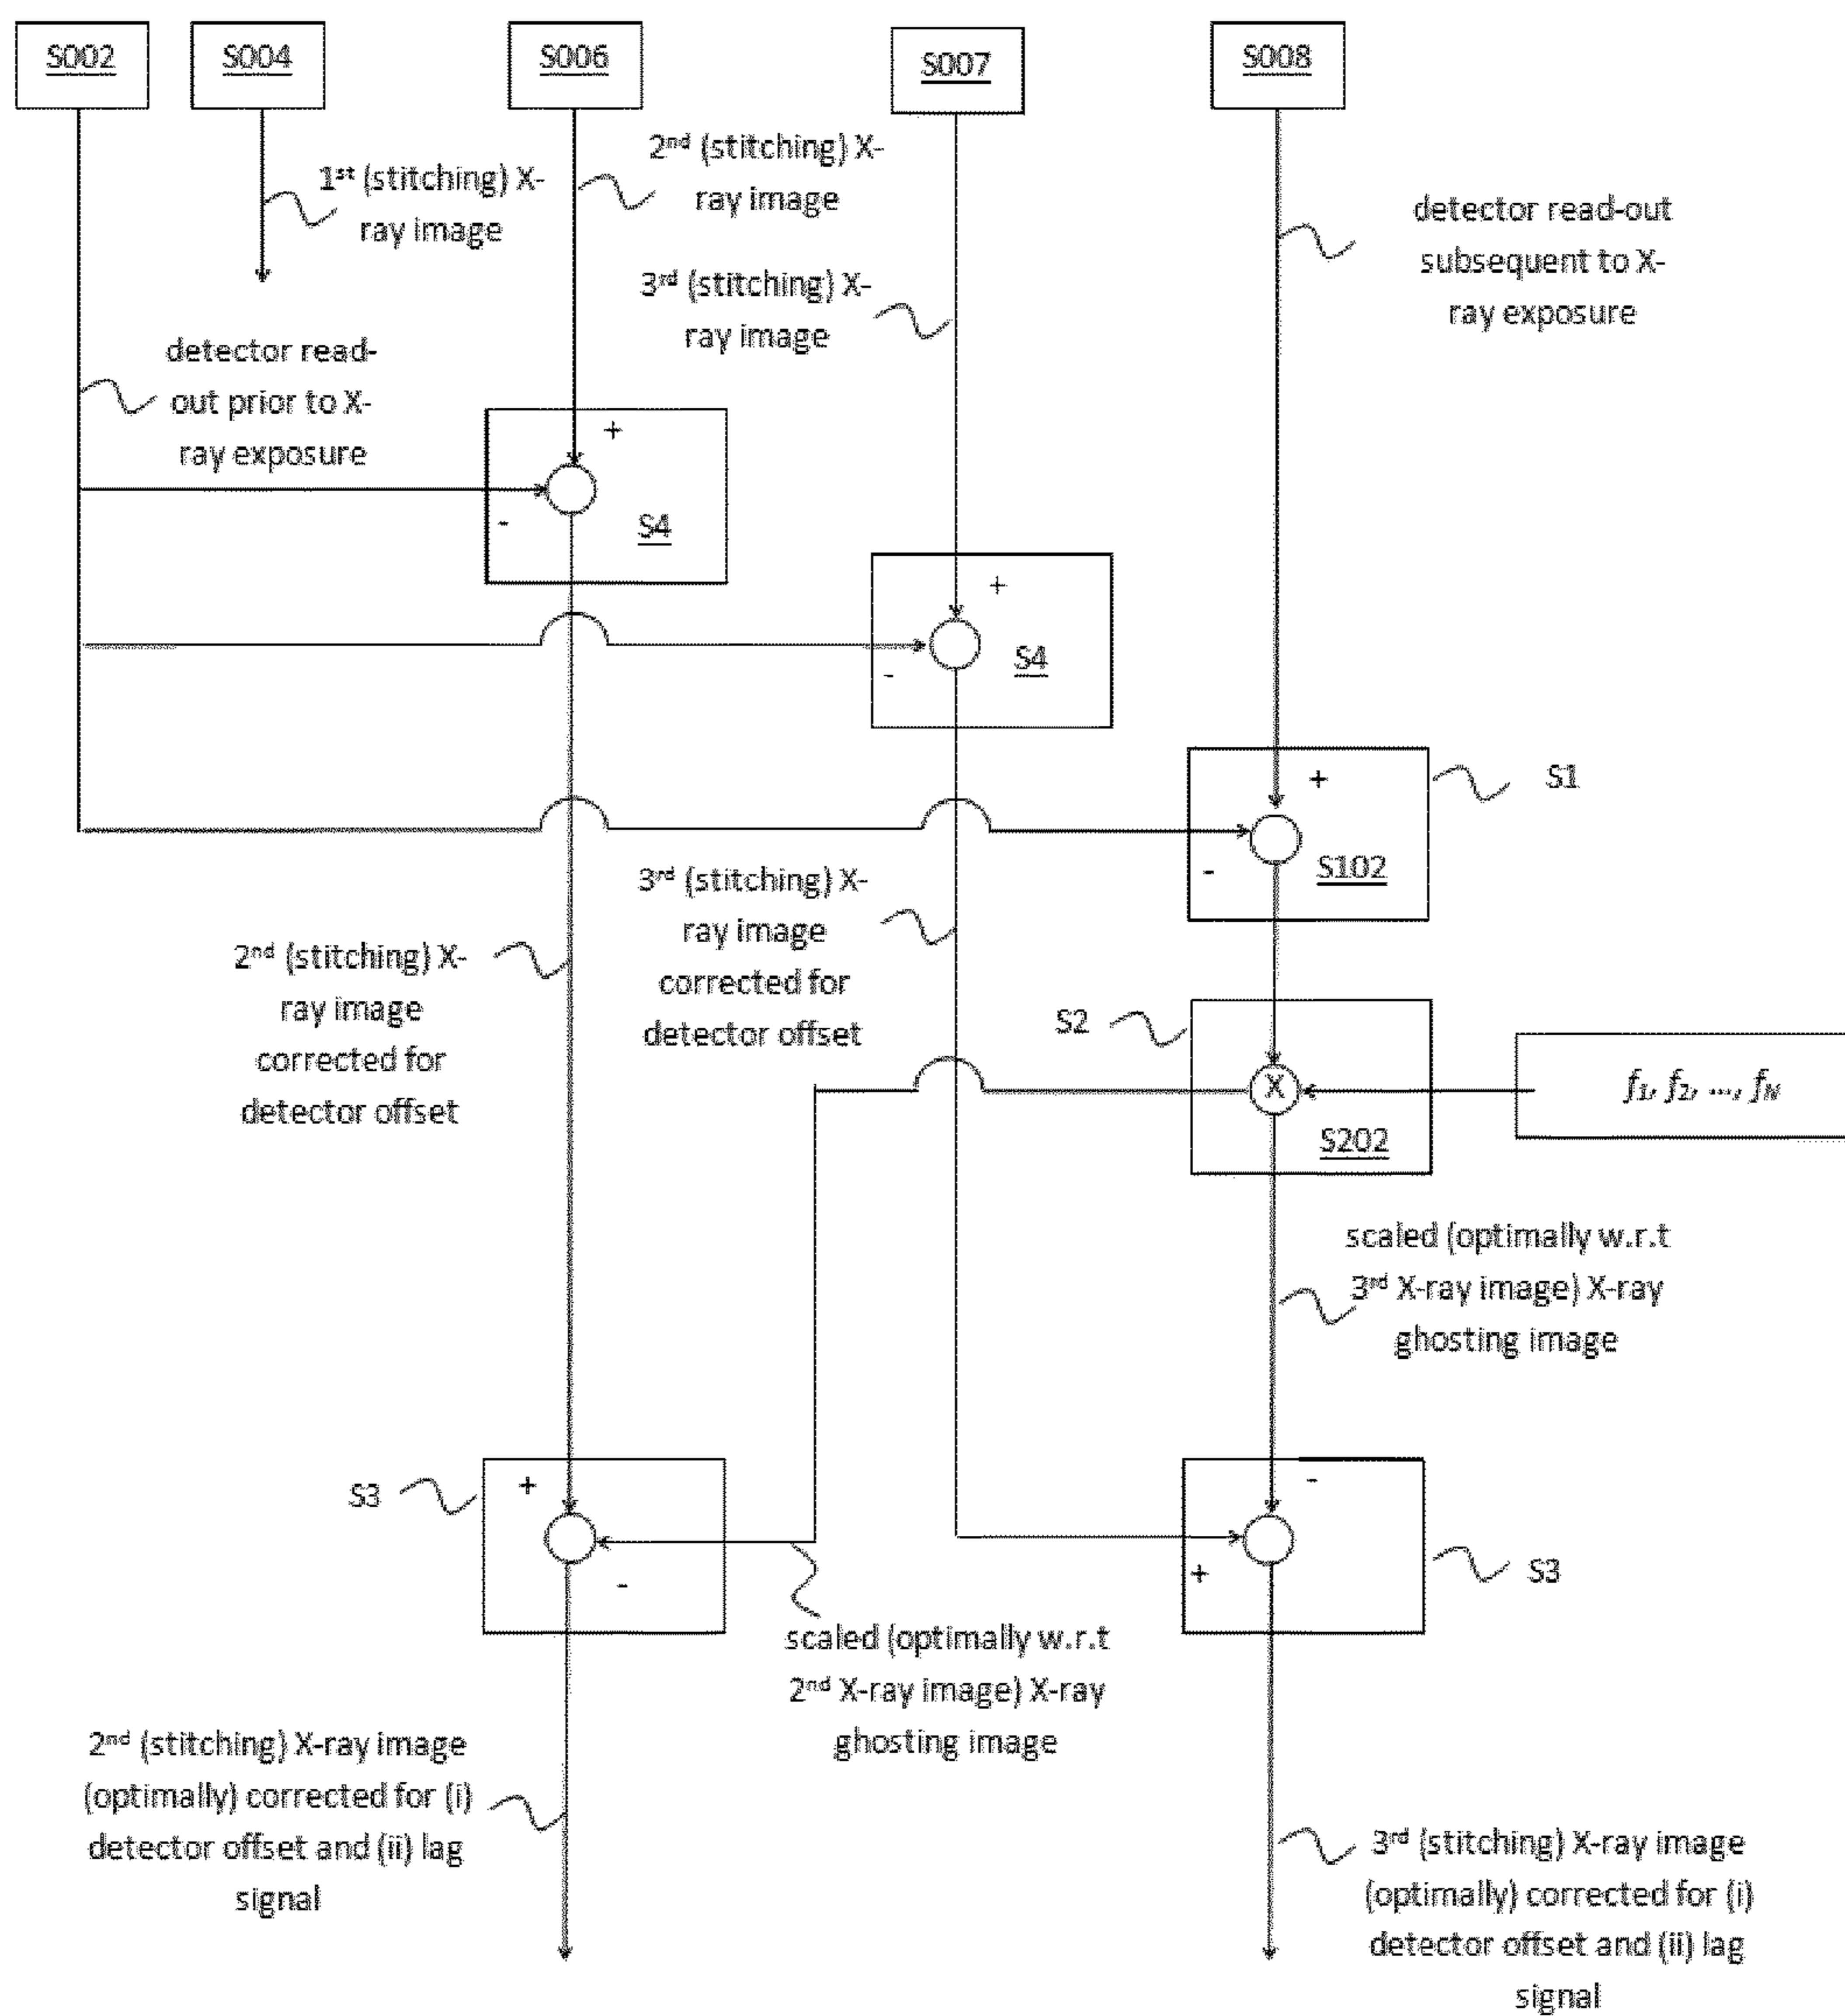 S002
S004
S006
S007
S008
1st (stitching) X-
ray image
2nd (stitching) X-
ray image
3rd (stitching) X-
ray image
detector read-out
subsequent to X-
ray exposure
detector read-
out prior to X-
ray exposure
+
-
S4
+
-
S4
+
S1
-
S102
3rd (stitching) X-
ray image
corrected for
detector offset
2nd (stitching) X-
ray image
corrected for
detector offset
S2
X
f1, f2, ..., fN
S202
scaled (optimally w.r.t
3rd X-ray image) X-ray
ghosting image
S3
+
-
-
+
S3
scaled (optimally w.r.t
2nd X-ray image) X-ray
ghosting image
2nd (stitching) X-ray image
(optimally) corrected for (i)
detector offset and (ii) lag
signal
3rd (stitching) X-ray image
(optimally) corrected for (i)
detector offset and (ii) lag
signal